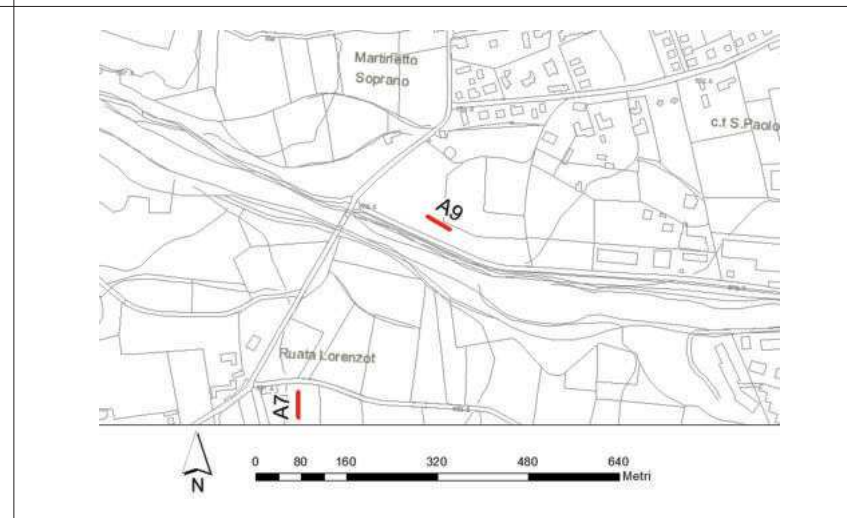 Martinetto
Soprano
c.f S.Paolo
A9
Ruata Lorenzot
A7
N
0 80 160 320 480 640
Metri